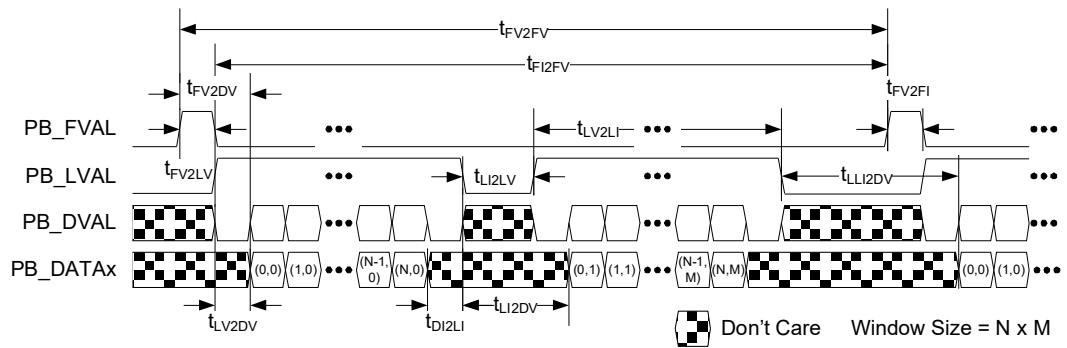 tFV2FV
tFI2FV
tFV2DV
tFV2FI
PB_FVAL
•••
tLV2LI
•••
•••
tFV2LV
PB_LVAL
•••
tLI2LV
•••
tLLI2DV
•••
PB_DVAL
•••
•••
•••
PB_DATAx
(0,0)
(1,0)
•••
(N-1,
0)
(N,0)
(0,1)
(1,1)
•••
(N-1,
M)
(N,M)
(0,0)
(1,0)
•••
tLV2DV
tDI2LI
tLI2DV
Don't Care
Window Size = N x M